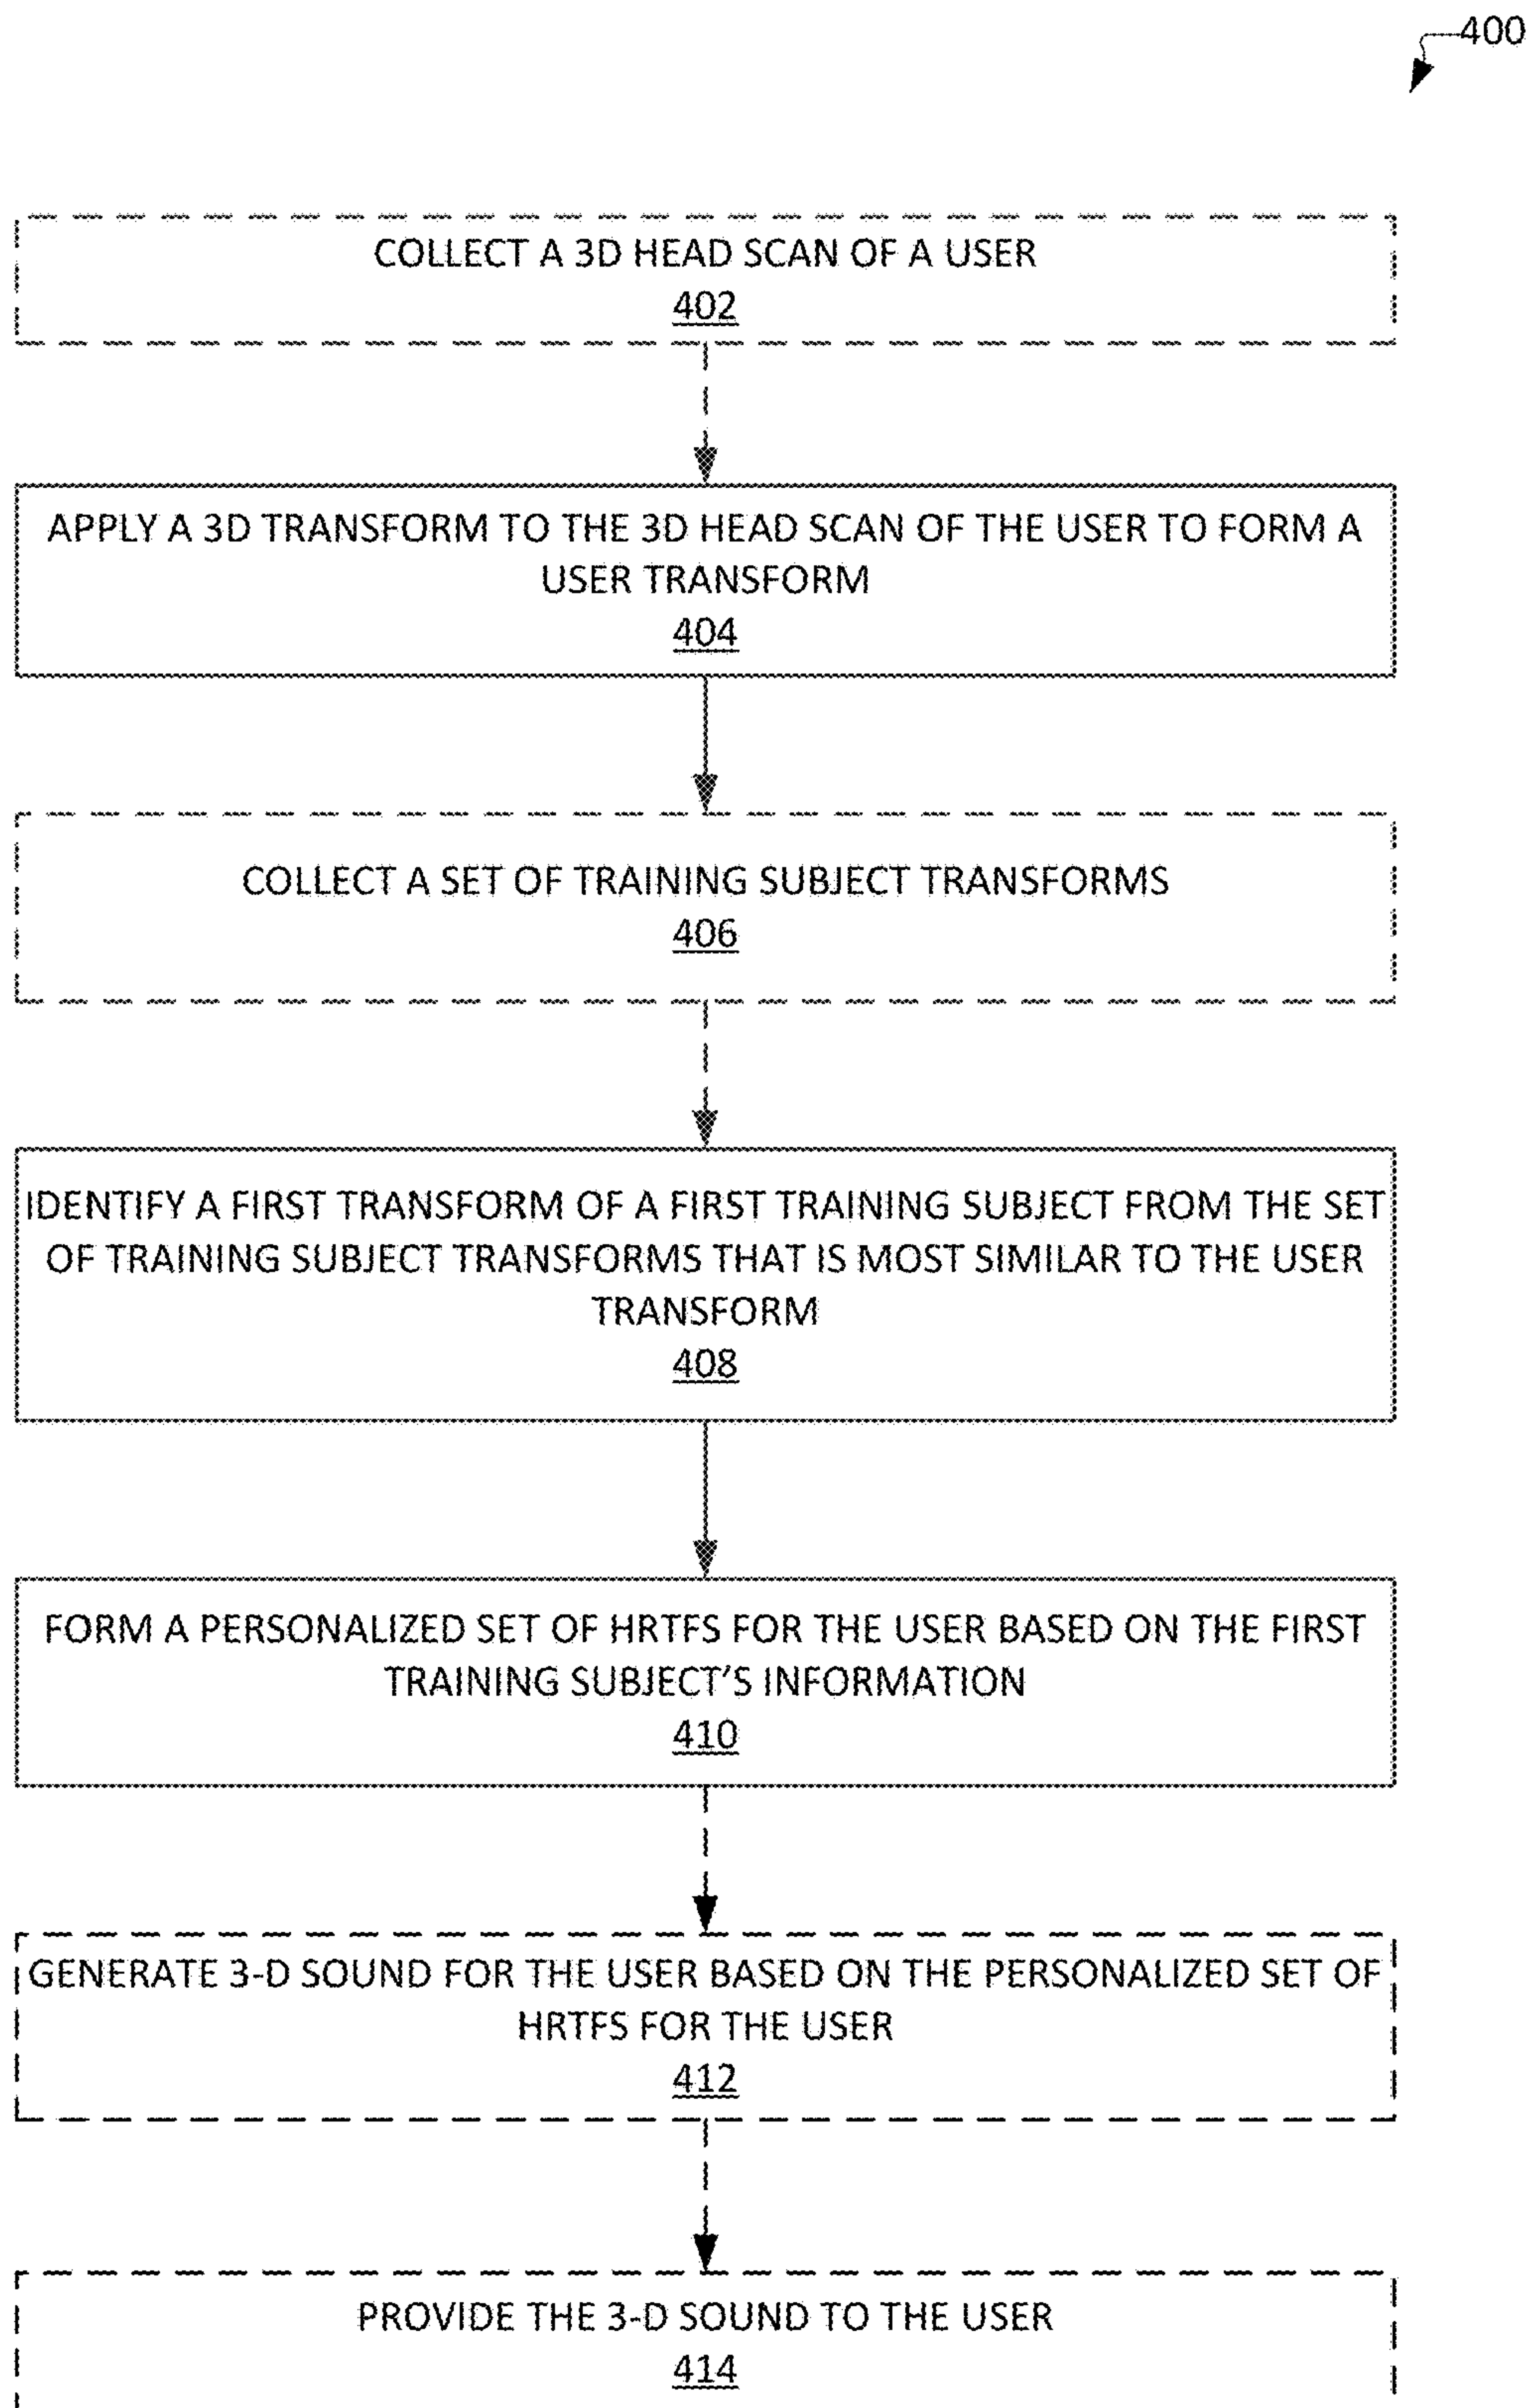 400
COLLECT A 3D HEAD SCAN OF A USER
402
APPLY A 3D TRANSFORM TO THE 3D HEAD SCAN OF THE USER TO FORM A
USER TRANSFORM
404
COLLECT A SET OF TRAINING SUBJECT TRANSFORMS
406
IDENTIFY A FIRST TRANSFORM OF A FIRST TRAINING SUBJECT FROM THE SET
OF TRAINING SUBJECT TRANSFORMS THAT IS MOST SIMILAR TO THE USER
TRANSFORM
408
FORM A PERSONALIZED SET OF HRTFS FOR THE USER BASED ON THE FIRST
TRAINING SUBJECT'S INFORMATION
410
GENERATE 3-D SOUND FOR THE USER BASED ON THE PERSONALIZED SET OF
HRTFS FOR THE USER
412
PROVIDE THE 3-D SOUND TO THE USER
414